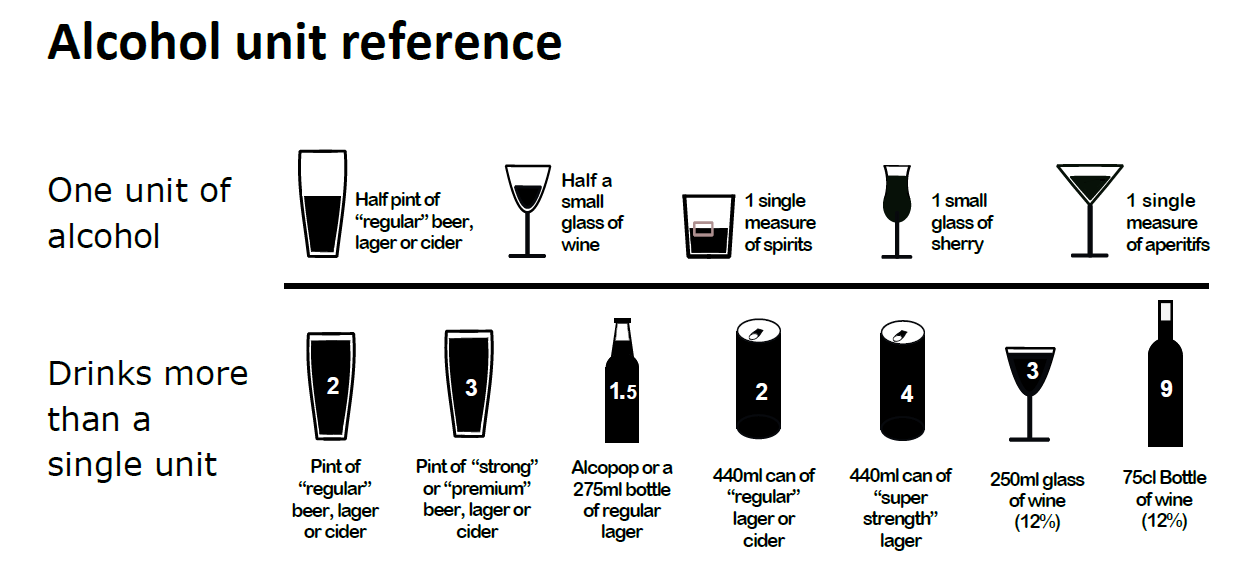 Alcohol unit reference
One unit of
alcohol
Half pint of
“regular” beer,
lager or cider
Half a
small
glass of
wine
1 single
measure
of spirits
1 small
glass of
sherry
1 single
measure
of aperitifs
Drinks more
than a
single unit
2
3
1.5
2
4
3
9
Pint of
“regular”
beer, lager
or cider
Pint of “strong”
or “premium”
beer, lager or
cider
Alcopop or a
275ml bottle
of regular
lager
440ml can of
“regular”
lager or
cider
440ml can of
“super
strength”
lager
250ml glass
of wine
(12%)
75cl Bottle
of wine
(12%)